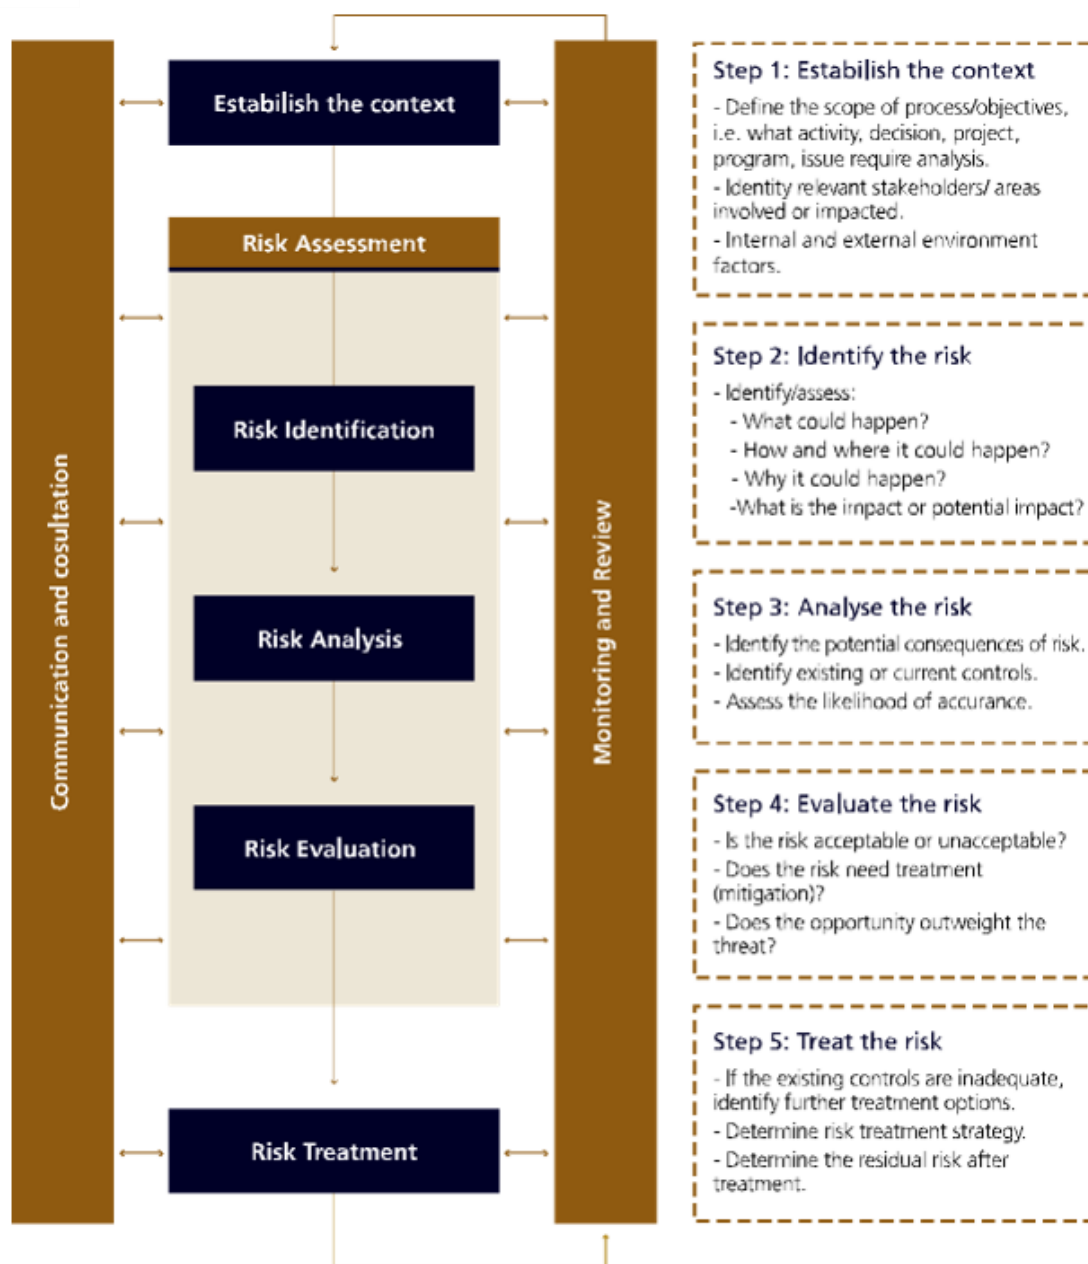 Estabilish the context
Risk Assessment
Risk Identification
Risk Analysis
Risk Evaluation
Risk Treatment
Communication and cosultation
Monitoring and Review
Step 1: Estabilish the context
- Define the scope of process/objectives,
i.e. what activity, decision, project,
program, issue require analysis.
- Identity relevant stakeholders/ areas
involved or impacted.
- Internal and external environment
factors.
Step 2: Identify the risk
- Identify/assess:
- What could happen?
- How and where it could happen?
- Why it could happen?
-What is the impact or potential impact?
Step 3: Analyse the risk
- Identify the potential consequences of risk.
- Identify existing or current controls.
- Assess the likelihood of accurance.
Step 4: Evaluate the risk
- Is the risk acceptable or unacceptable?
- Does the risk need treatment
(mitigation)?
- Does the opportunity outweight the
threat?
Step 5: Treat the risk
- If the existing controls are inadequate,
identify further treatment options.
- Determine risk treatment strategy.
- Determine the residual risk after
treatment.